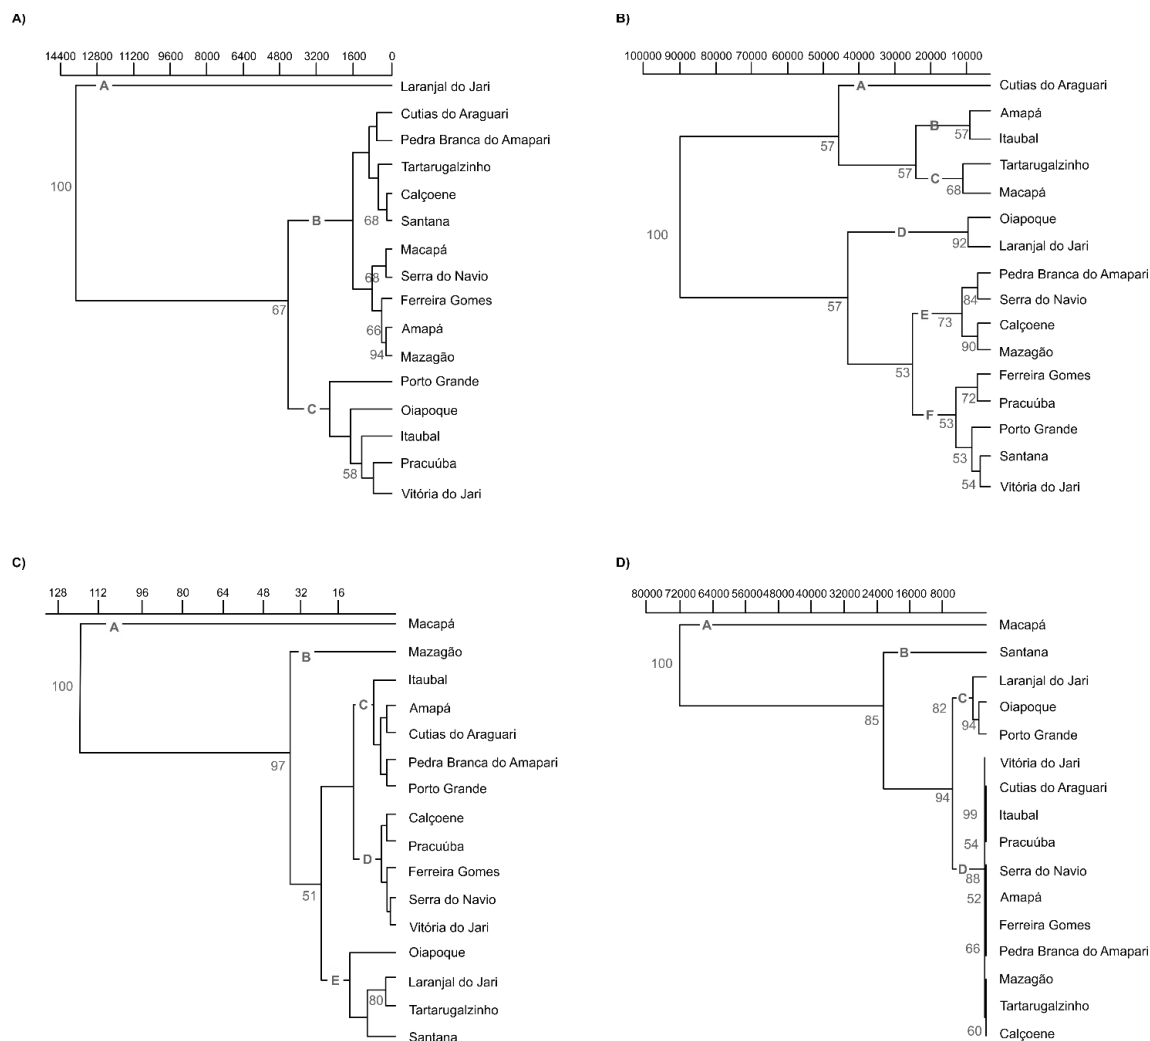 A)
14400 12800 11200 9600 8000 6400 4800 3200 1600 0
A
Laranjal do Jari
Cutias do Araguari
Pedra Branca do Amapari
Tartarugalzinho
100
Calçoene
B
68
Santana
Macapá
68
Serra do Navio
Ferreira Gomes
67
66
Amapá
94
Mazagão
Porto Grande
C
Oiapoque
Itaubal
58
Pracuúba
Vitória do Jari
B)
100000 90000 80000 70000 60000 50000 40000 30000 20000 10000
A
Cutias do Araguari
Amapá
B
57
Itaubal
57
Tartarugalzinho
57
C
68
Macapá
Oiapoque
100
D
92
Laranjal do Jari
Pedra Branca do Amapari
84
Serra do Navio
57
E
73
Calçoene
90
Mazagão
53
Ferreira Gomes
72
Pracuúba
F
53
Porto Grande
53
Santana
54
Vitória do Jari
C)
128 112 96 80 64 48 32 16
A
Macapá
B
Mazagão
100
Itaubal
C
Amapá
Cutias do Araguari
97
Pedra Branca do Amapari
Porto Grande
Calçoene
Pracuúba
D
Ferreira Gomes
51
Serra do Navio
Vitória do Jari
Oiapoque
E
Laranjal do Jari
80
Tartarugalzinho
Santana
D)
80000 72000 64000 56000 48000 40000 32000 24000 16000 8000
A
Macapá
B
Santana
100
Laranjal do Jari
C
82
Oiapoque
85
94
Porto Grande
Vitória do Jari
94
Cutias do Araguari
99
Itaubal
54
Pracuúba
D
88
Serra do Navio
52
Amapá
Ferreira Gomes
66
Pedra Branca do Amapari
Mazagão
Tartarugalzinho
60
Calçoene